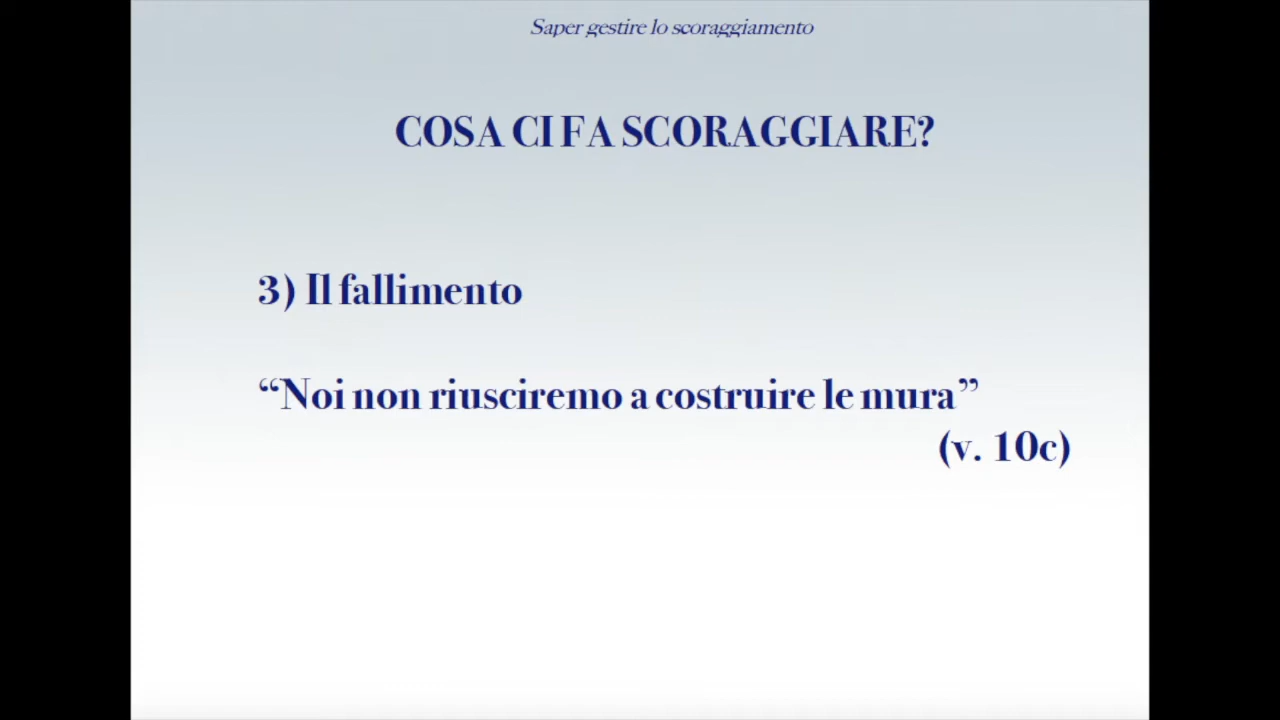 Saper gestire lo scoraggiamento
COSA CI FA SCORAGGIARE?
3) Il fallimento
“Noi non riusciremo a costruire le mura”
(v. 10c)